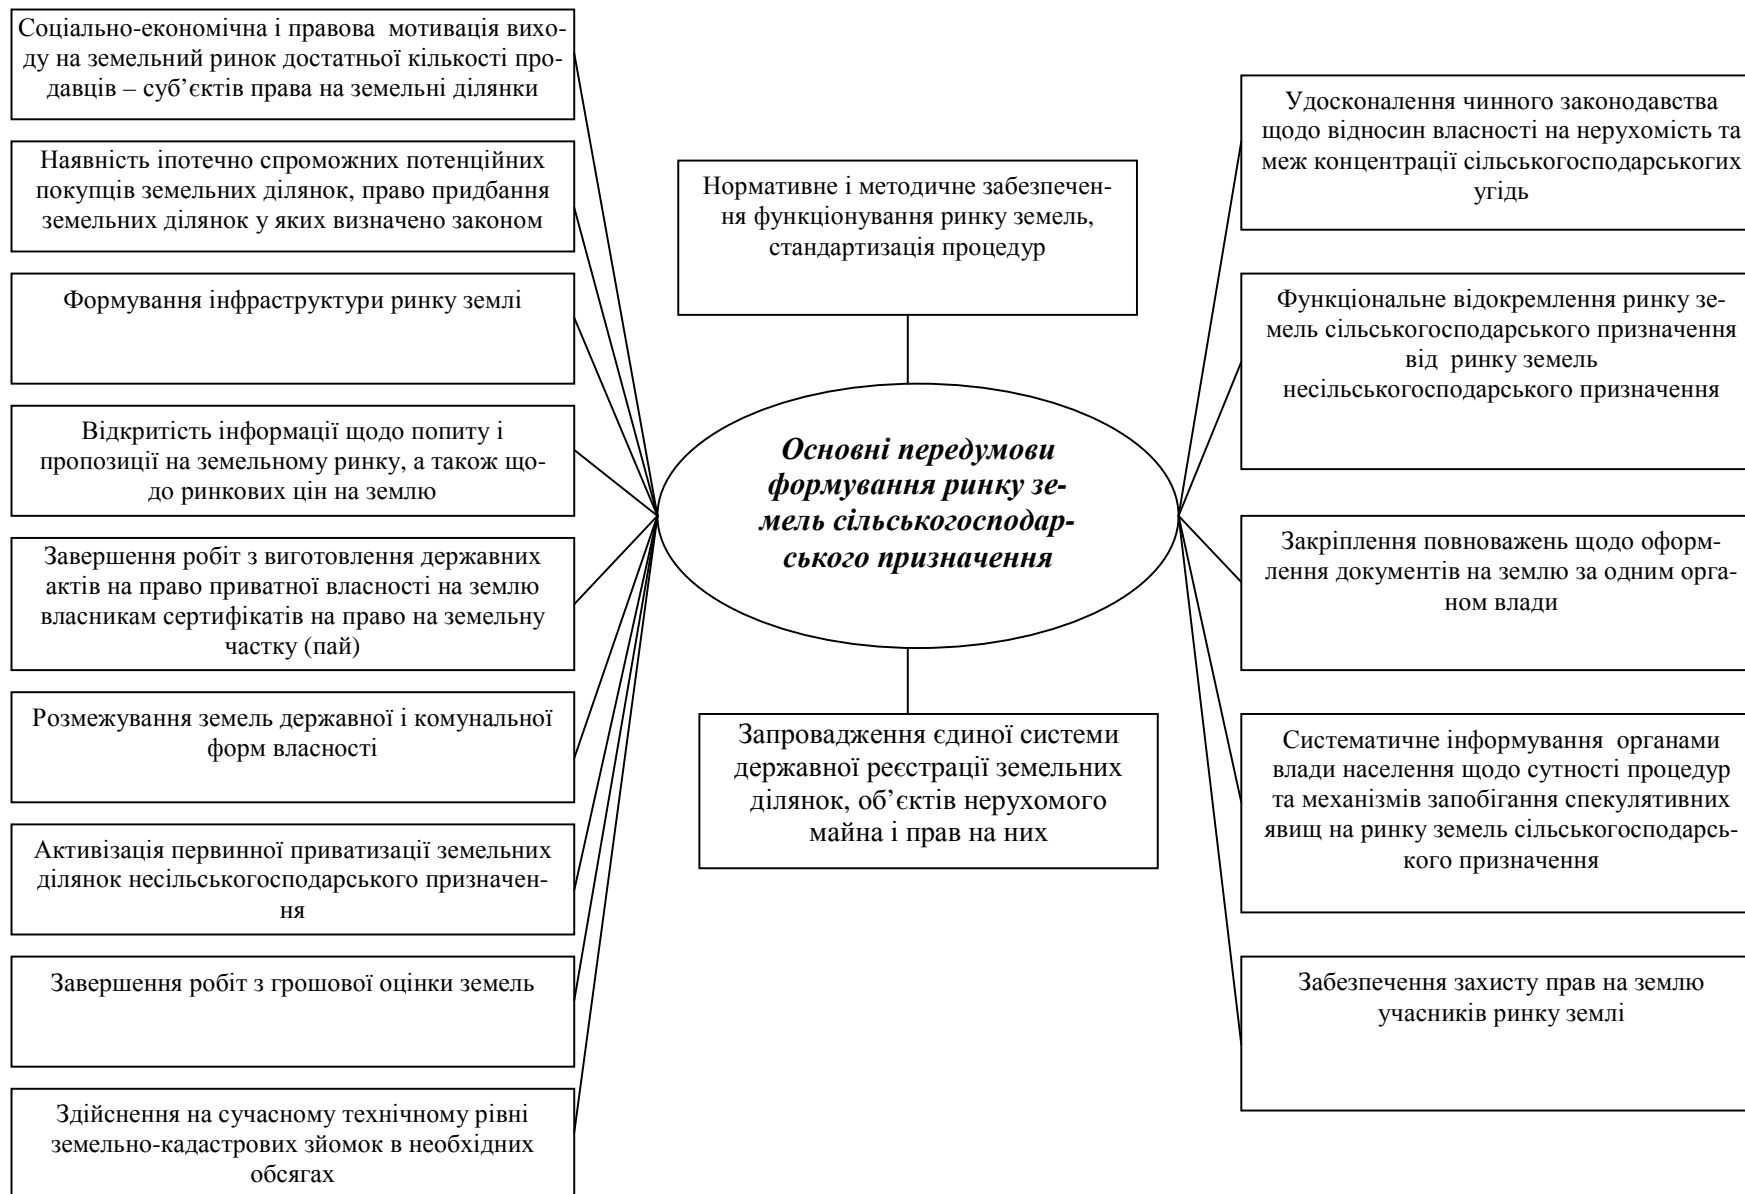 Соціально-економічна і правова  мотивація вихо-
ду на земельний ринок достатньої кількості про-
давців – суб’єктів права на земельні ділянки
Наявність іпотечно спроможних потенційних
покупців земельних ділянок, право придбання
земельних ділянок у яких визначено законом
Формування інфраструктури ринку землі
Відкритість інформації щодо попиту і
пропозиції на земельному ринку, а також що-
до ринкових цін на землю
Завершення робіт з виготовлення державних
актів на право приватної власності на землю
власникам сертифікатів на право на земельну
частку (пай)
Розмежування земель державної і комунальної
форм власності
Активізація первинної приватизації земельних
ділянок несільськогосподарського призначен-
ня
Завершення робіт з грошової оцінки земель
Здійснення на сучасному технічному рівні
земельно-кадастрових зйомок в необхідних
обсягах
Нормативне і методичне забезпечен-
ня функціонування ринку земель,
стандартизація процедур
Основні передумови
формування ринку зе-
мель сільськогосподар-
ського призначення
Запровадження єдиної системи
державної реєстрації земельних
ділянок, об’єктів нерухомого
майна і прав на них
Удосконалення чинного законодавства
щодо відносин власності на нерухомість та
меж концентрації сільськогосподарськогих
угідь
Функціональне відокремлення ринку зе-
мель сільськогосподарського призначення
від  ринку земель
несільськогосподарського призначення
Закріплення повноважень щодо оформ-
лення документів на землю за одним орга-
ном влади
Систематичне інформування  органами
влади населення щодо сутності процедур
та механізмів запобігання спекулятивних
явищ на ринку земель сільськогосподарсь-
кого призначення
Забезпечення захисту прав на землю
учасників ринку землі